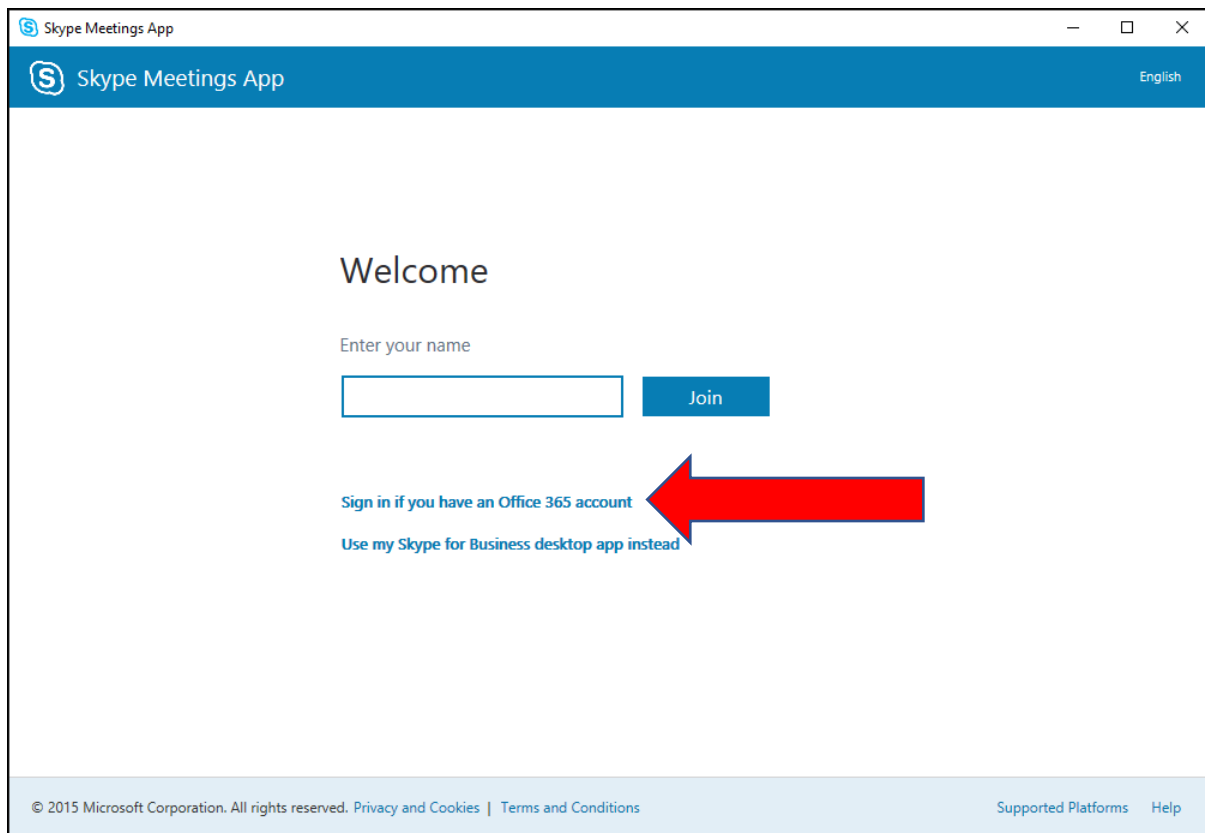 Skype Meetings App
Skype Meetings App English
Welcome
Enter your name
Join
Sign in if you have an Office 365 account
Use my Skype for Business desktop app instead
© 2015 Microsoft Corporation. All rights reserved. Privacy and Cookies | Terms and Conditions Supported Platforms Help